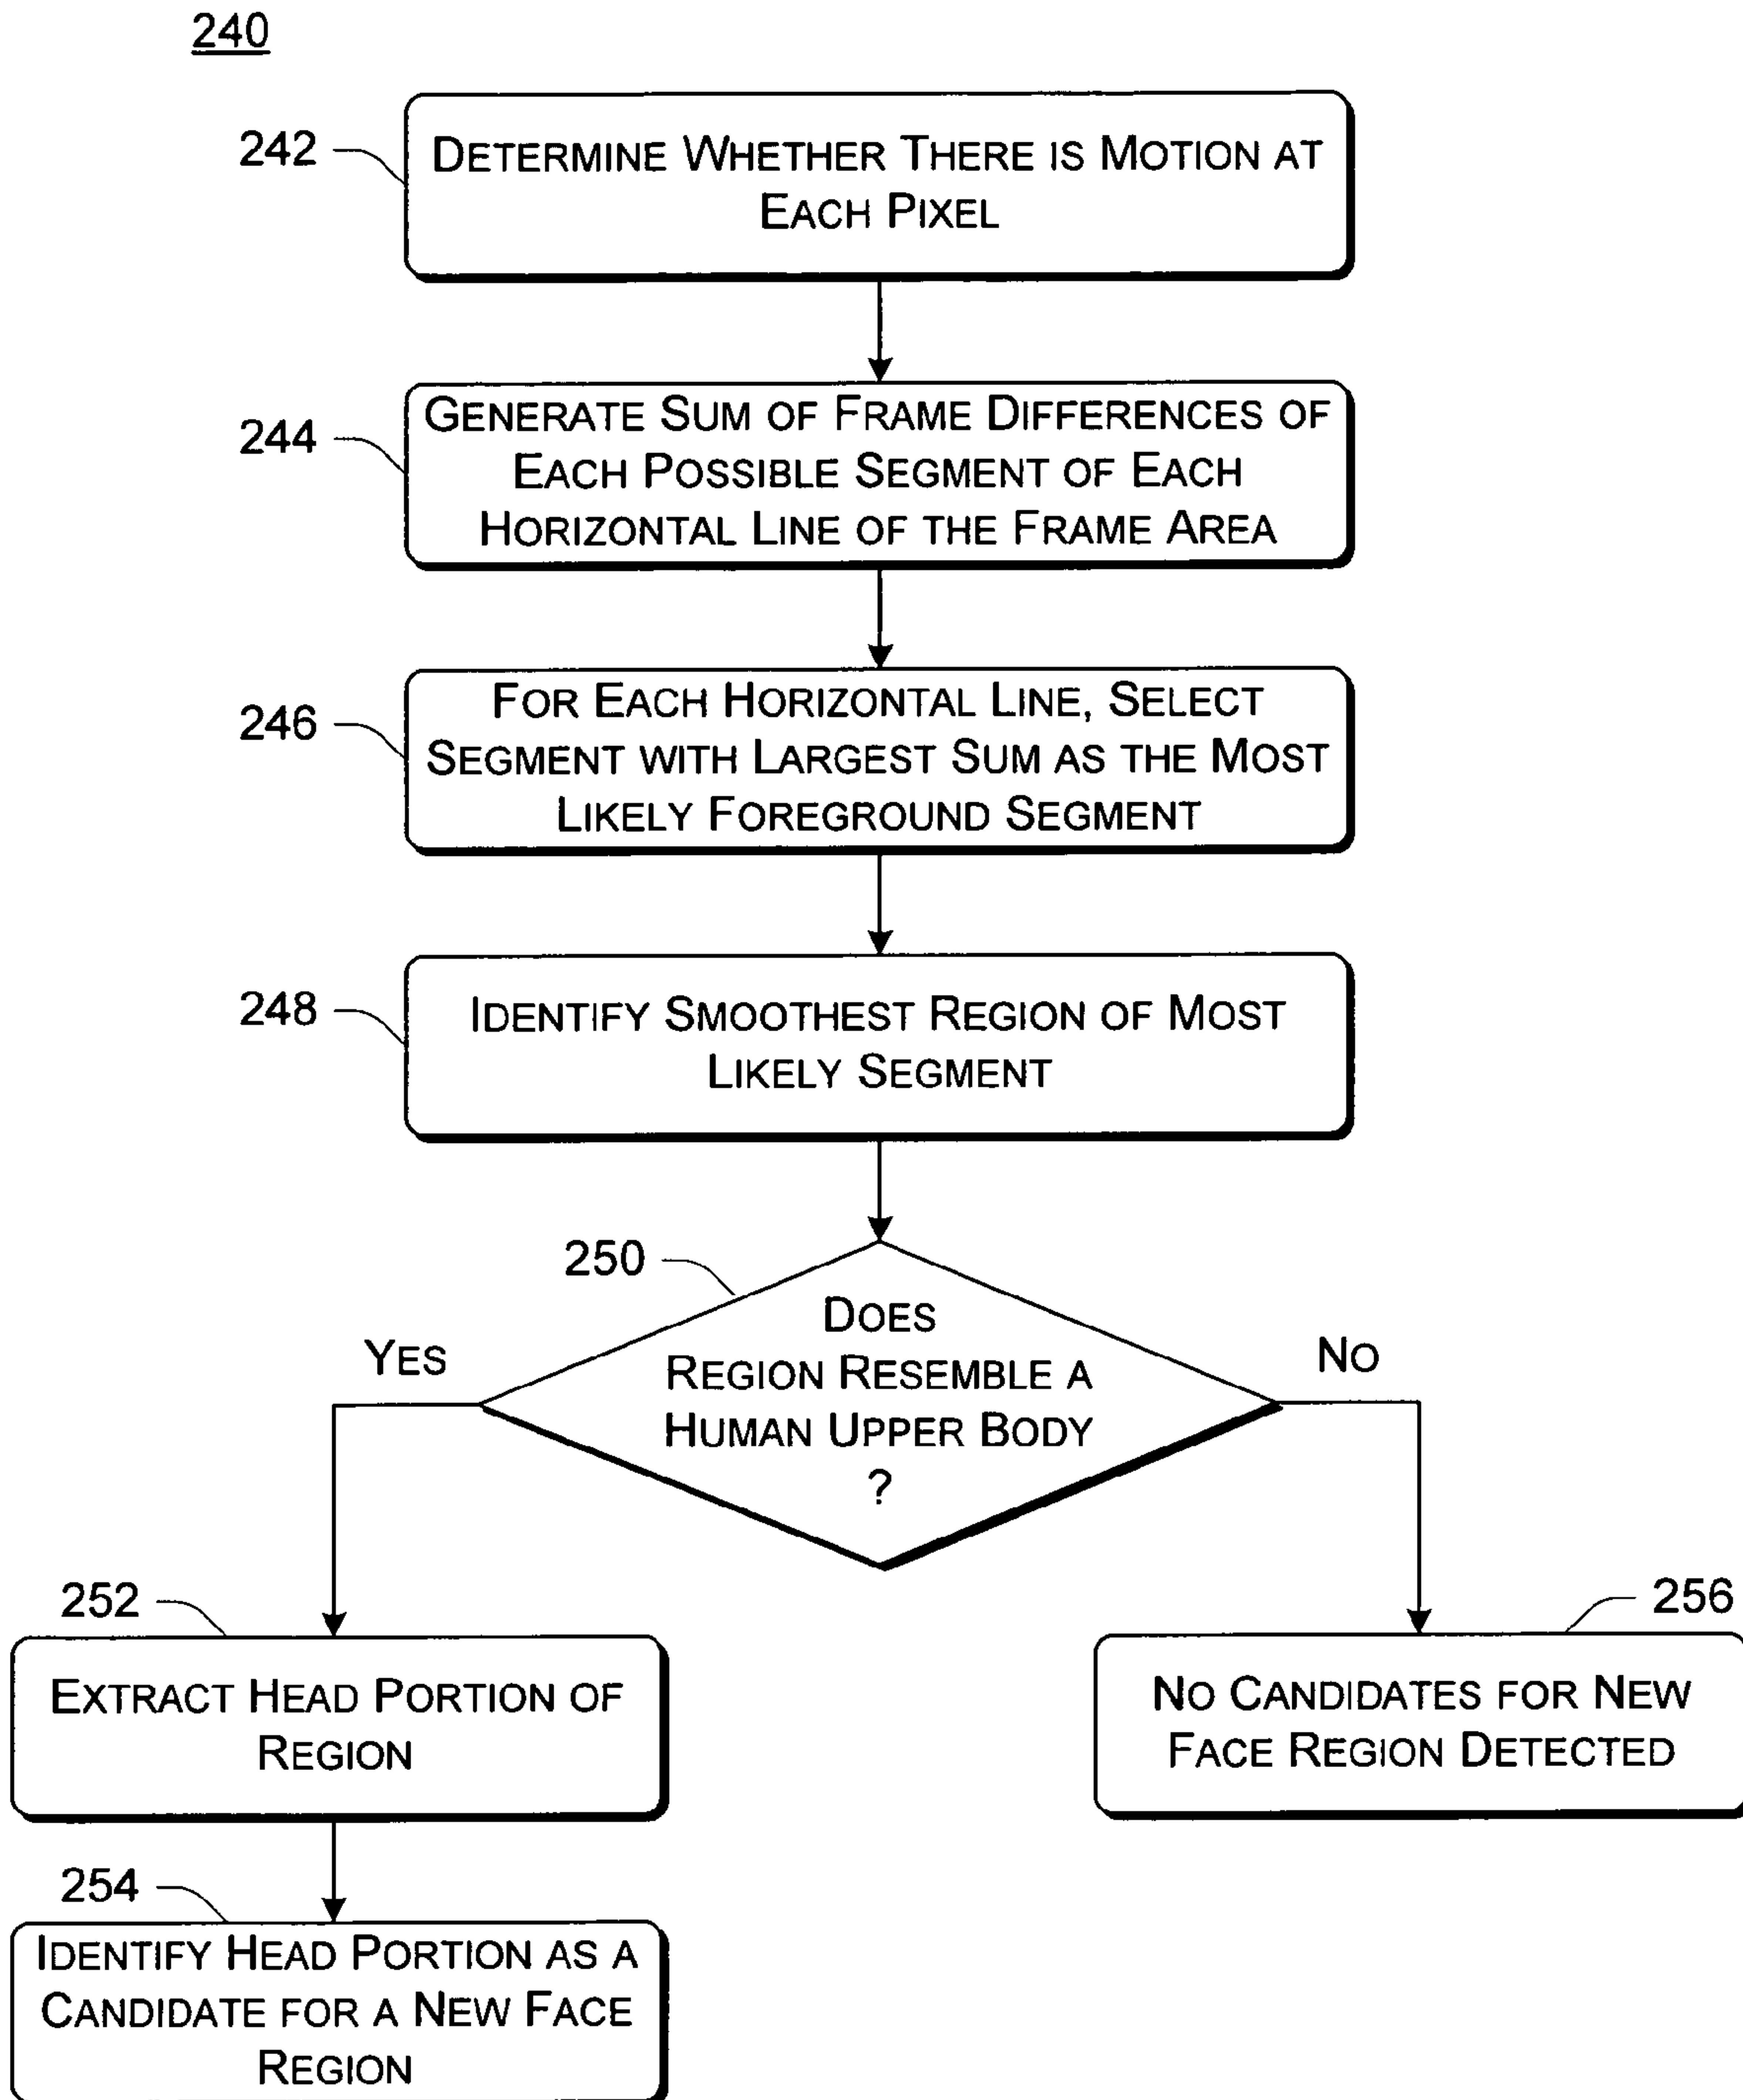 240
242
DETERMINE WHETHER THERE IS MOTION AT
EACH PIXEL
244
GENERATE SUM OF FRAME DIFFERENCES OF
EACH POSSIBLE SEGMENT OF EACH
HORIZONTAL LINE OF THE FRAME AREA
246
FOR EACH HORIZONTAL LINE, SELECT
SEGMENT WITH LARGEST SUM AS THE MOST
LIKELY FOREGROUND SEGMENT
248
IDENTIFY SMOOTHEST REGION OF MOST
LIKELY SEGMENT
250
DOES
REGION RESEMBLE A
HUMAN UPPER BODY
?
YES
NO
252
EXTRACT HEAD PORTION OF
REGION
256
NO CANDIDATES FOR NEW
FACE REGION DETECTED
254
IDENTIFY HEAD PORTION AS A
CANDIDATE FOR A NEW FACE
REGION